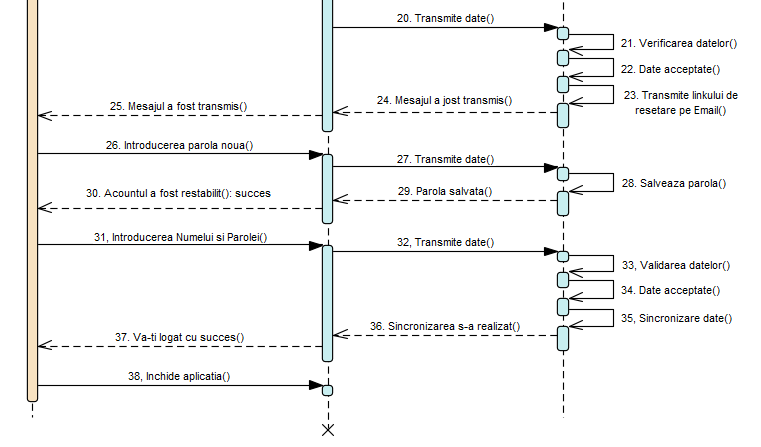 20. Transmite date()
21. Verificarea datelor()
22. Date acceptate()
23. Transmite linkului de
resetare pe Email()
24. Mesajul a jost transmis()
25. Mesajul a fost transmis()
26. Introducerea parola noua()
27. Transmite date()
28. Salveaza parola()
29. Parola salvata()
30. Acountul a fost restabilit(): succes
31, Introducerea Numelui si Parolei()
32, Transmite date()
33, Validarea datelor()
34. Date acceptate()
35, Sincronizare date()
36. Sincronizarea s-a realizat()
37. Va-ti logat cu succes()
38, Inchide aplicatia()